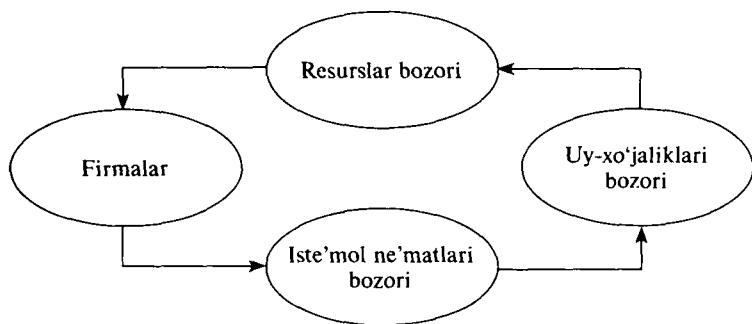 Resurslar bozori
Firmalar
Uy-xo‘jaliklari
bozori
Iste’mol ne’matlari
bozori